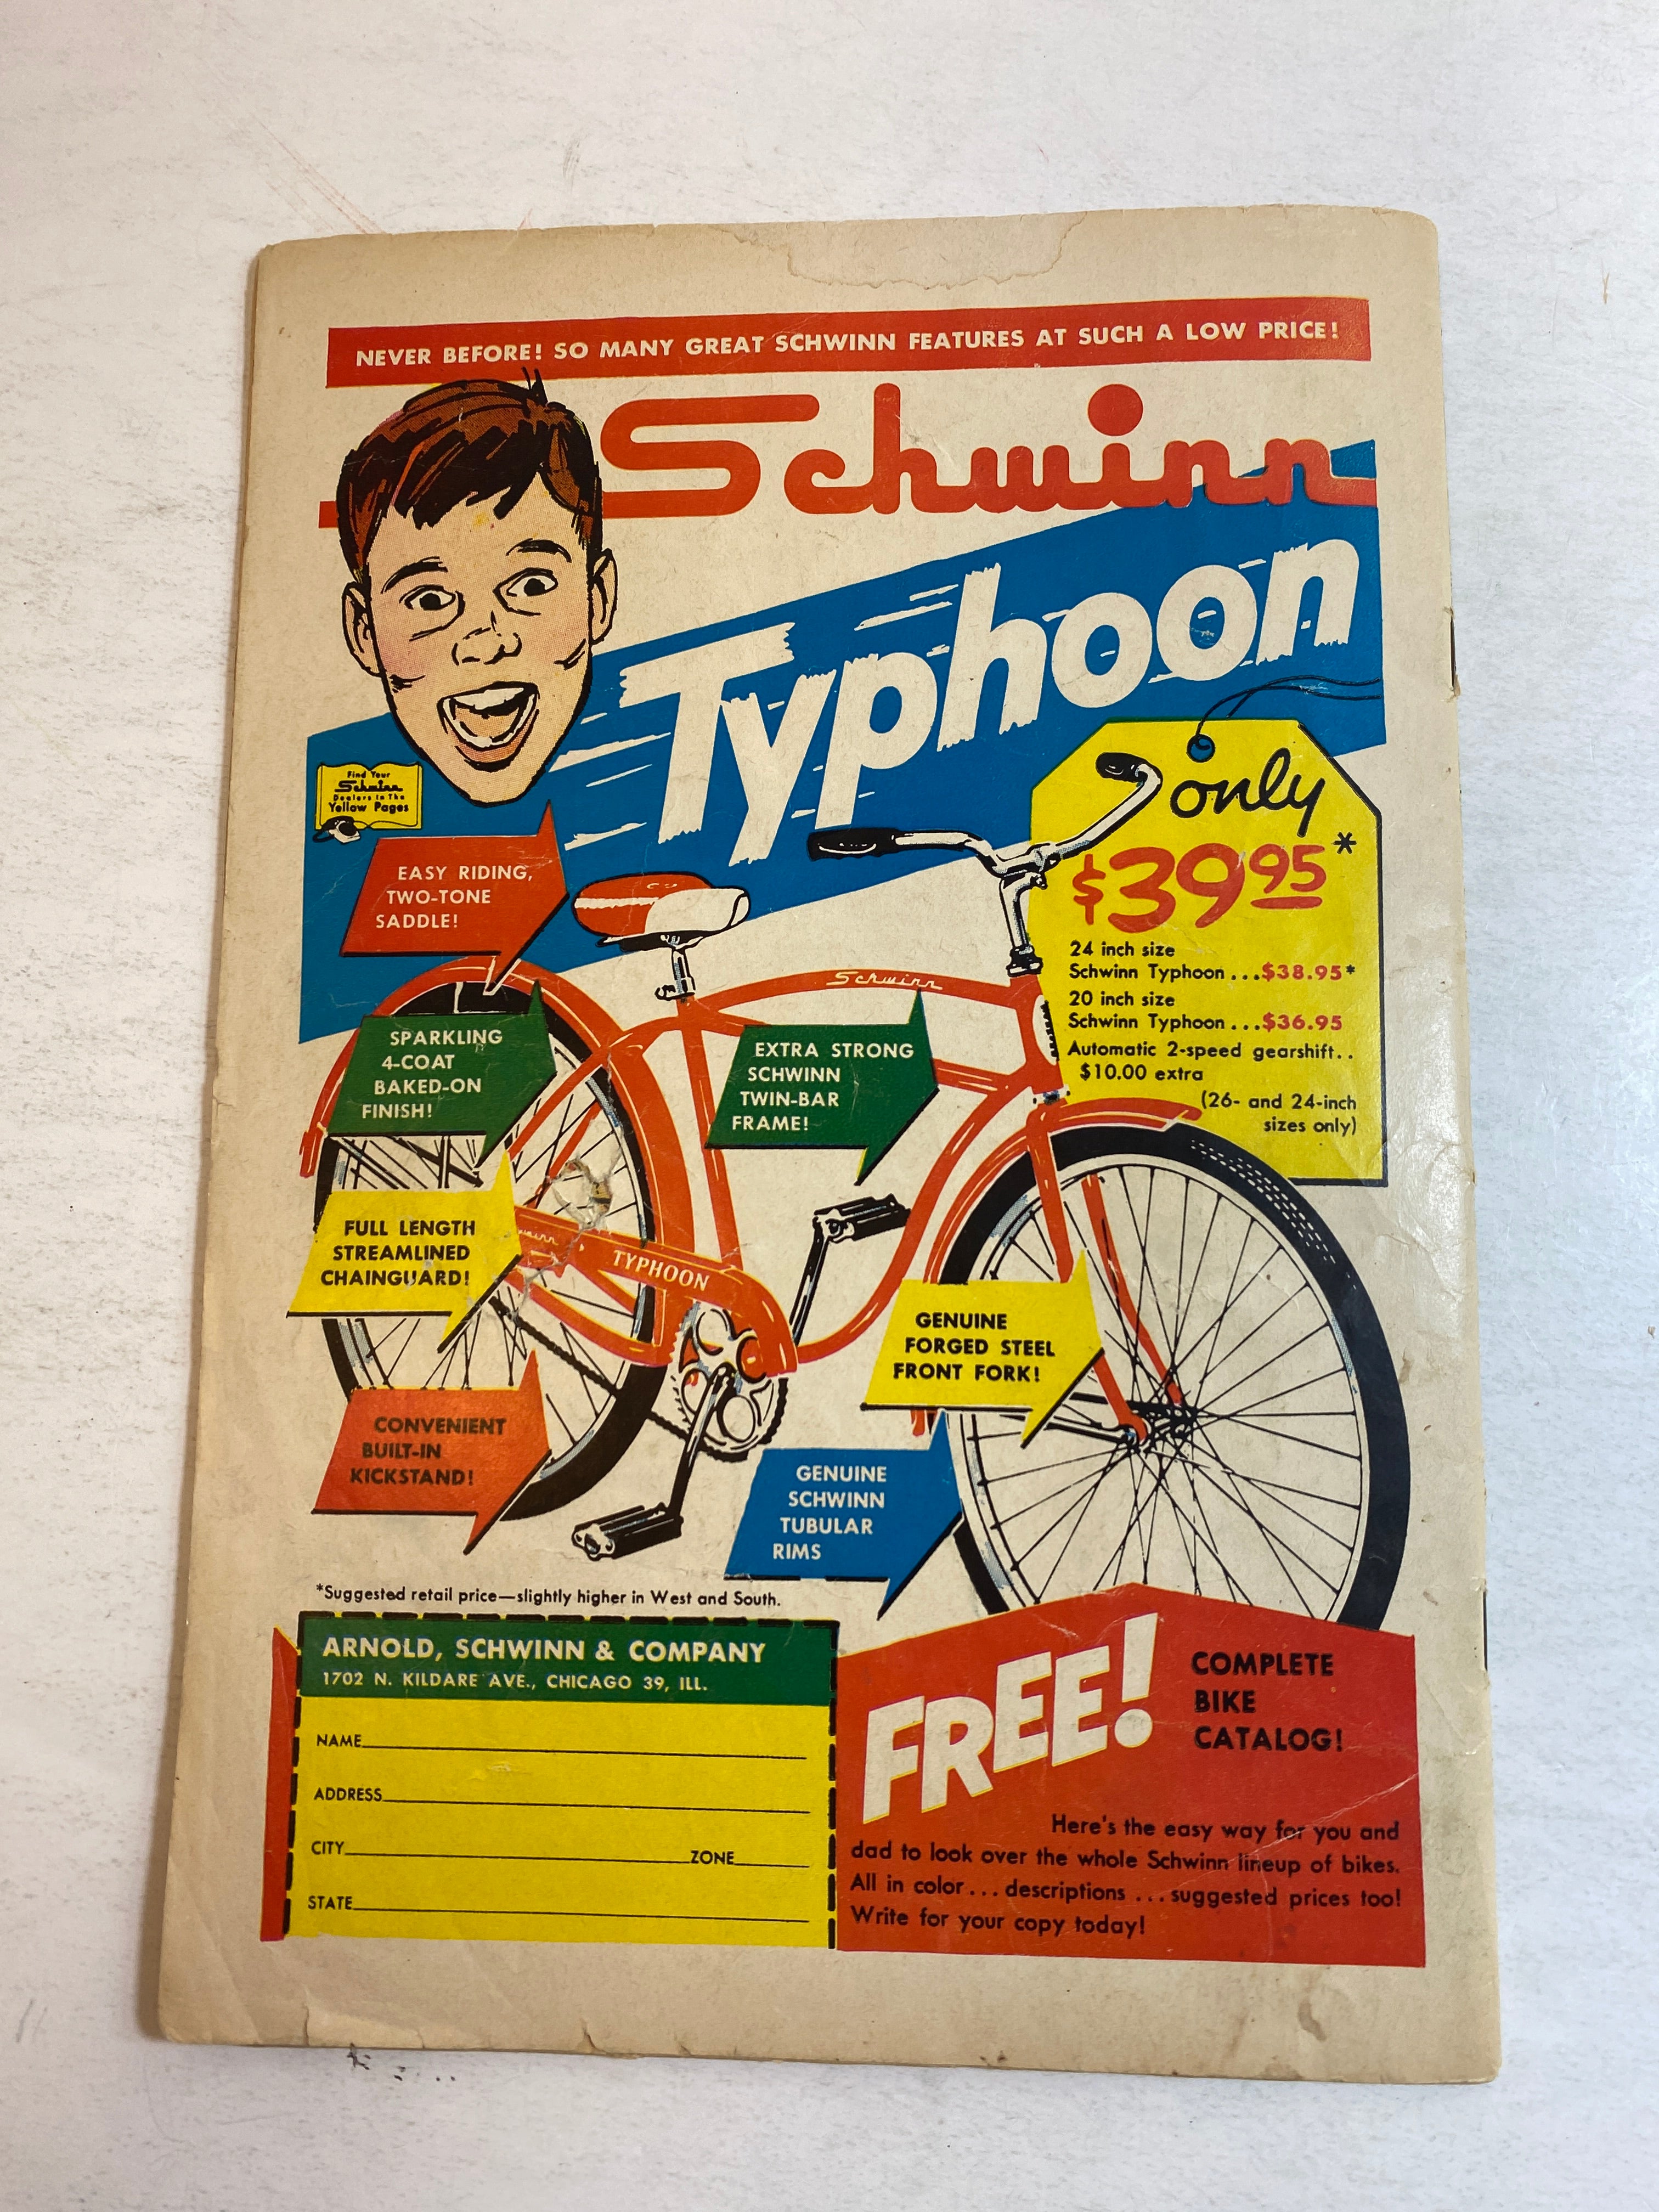 NEVER BEFORE! SO MANY GREAT SCHWINN FEATURES AT SUCH A LOW PRICE!
Schwinn
Typhoon
Find Your
Schwinn
Dealers In The
Yellow Pages
only
$39.95*
24 inch size
Schwinn Typhoon...$38.95*
20 inch size
Schwinn Typhoon...$36.95
Automatic 2-speed gearshift..
$10.00 extra
(26- and 24-inch
sizes only)
EASY RIDING,
TWO-TONE
SADDLE!
Schwinn
SPARKLING
4-COAT
BAKED-ON
FINISH!
EXTRA STRONG
SCHWINN
TWIN-BAR
FRAME!
FULL LENGTH
STREAMLINED
CHAINGUARD!
TYPHOON
GENUINE
FORGED STEEL
FRONT FORK!
CONVENIENT
BUILT-IN
KICKSTAND!
GENUINE
SCHWINN
TUBULAR
RIMS
*Suggested retail price—slightly higher in West and South.
ARNOLD, SCHWINN & COMPANY
1702 N. KILDARE AVE., CHICAGO 39, ILL.
NAME
ADDRESS
CITY ZONE
STATE
FREE!
COMPLETE
BIKE
CATALOG!
Here's the easy way for you and
dad to look over the whole Schwinn lineup of bikes.
All in color...descriptions...suggested prices too!
Write for your copy today!